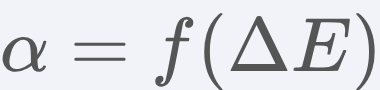 α = f(ΔE)